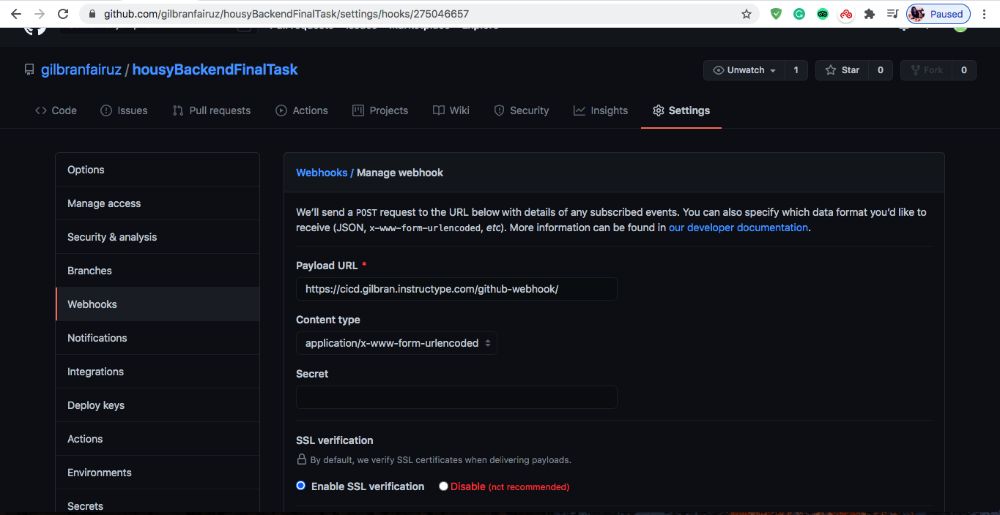 github.com/gilbranfairuz/housyBackendFinalTask/settings/hooks/275046657
Paused
Pull requests Issues Marketplace Explore
gilbranfairuz / housyBackendFinalTask
Unwatch 1 Star 0 Fork 0
Code Issues Pull requests Actions Projects Wiki Security Insights Settings
Options
Manage access
Security & analysis
Branches
Webhooks
Notifications
Integrations
Deploy keys
Actions
Environments
Secrets
Webhooks / Manage webhook
We’ll send a POST request to the URL below with details of any subscribed events. You can also specify which data format you’d like to
receive (JSON, x-www-form-urlencoded, etc). More information can be found in our developer documentation.
Payload URL *
https://cicd.gilbran.instructype.com/github-webhook/
Content type
application/x-www-form-urlencoded
Secret
SSL verification
By default, we verify SSL certificates when delivering payloads.
Enable SSL verification Disable (not recommended)